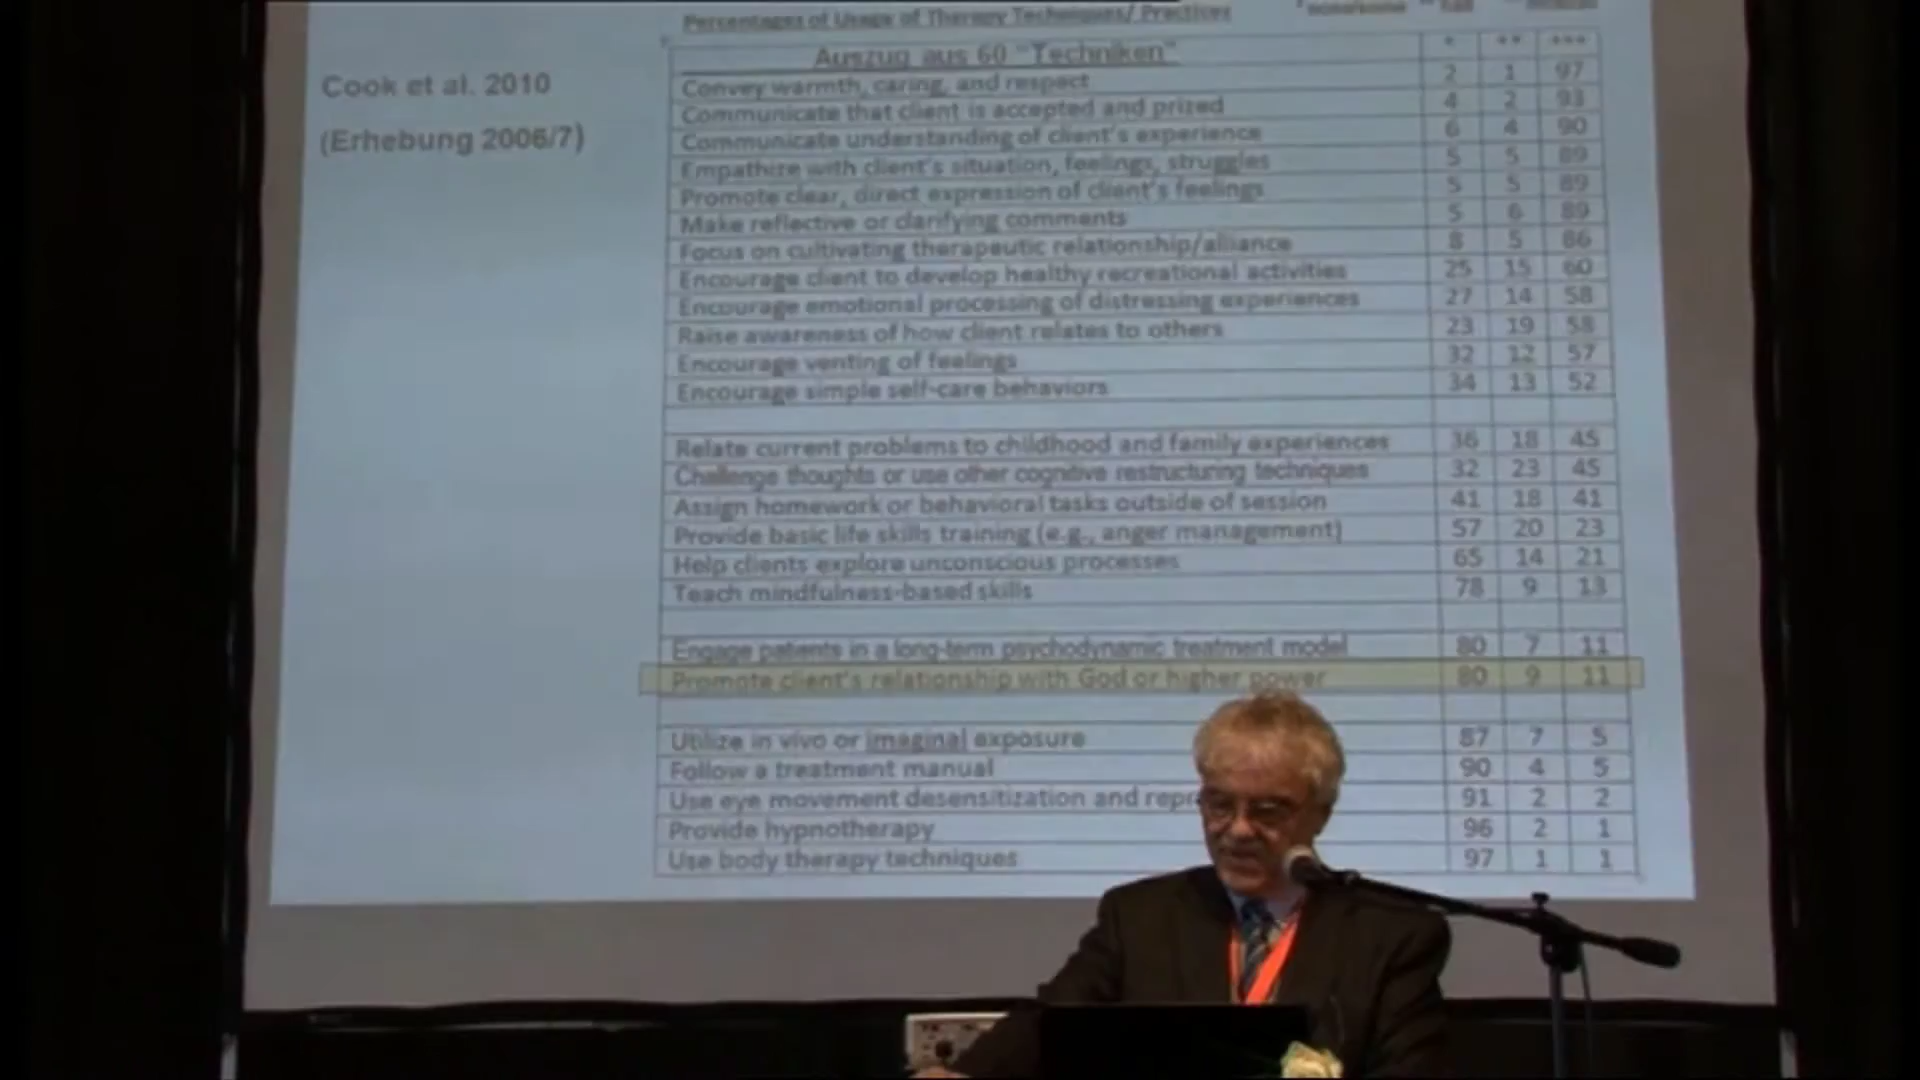 Percentages of Usage of Therapy Techniques/ Practices
Cook et al. 2010
(Erhebung 2006/7)
Auszug aus 60 "Techniken" * ** ***
Convey warmth, caring, and respect 2 1 97
Communicate that client is accepted and prized 4 2 93
Communicate understanding of client's experience 6 4 90
Empathize with client's situation, feelings, struggles 5 5 89
Promote clear, direct expression of client's feelings 5 5 89
Make reflective or clarifying comments 5 6 89
Focus on cultivating therapeutic relationship/alliance 8 5 86
Encourage client to develop healthy recreational activities 25 15 60
Encourage emotional processing of distressing experiences 27 14 58
Raise awareness of how client relates to others 23 19 58
Encourage venting of feelings 32 12 57
Encourage simple self-care behaviors 34 13 52
Relate current problems to childhood and family experiences 36 18 45
Challenge thoughts or use other cognitive restructuring techniques 32 23 45
Assign homework or behavioral tasks outside of session 41 18 41
Provide basic life skills training (e.g., anger management) 57 20 23
Help clients explore unconscious processes 65 14 21
Teach mindfulness-based skills 78 9 13
Engage patients in a long-term psychodynamic treatment model 80 7 11
Promote client's relationship with God or higher power 80 9 11
Utilize in vivo or imaginal exposure 87 7 5
Follow a treatment manual 90 4 5
Use eye movement desensitization and repr 91 2 2
Provide hypnotherapy 96 2 1
Use body therapy techniques 97 1 1